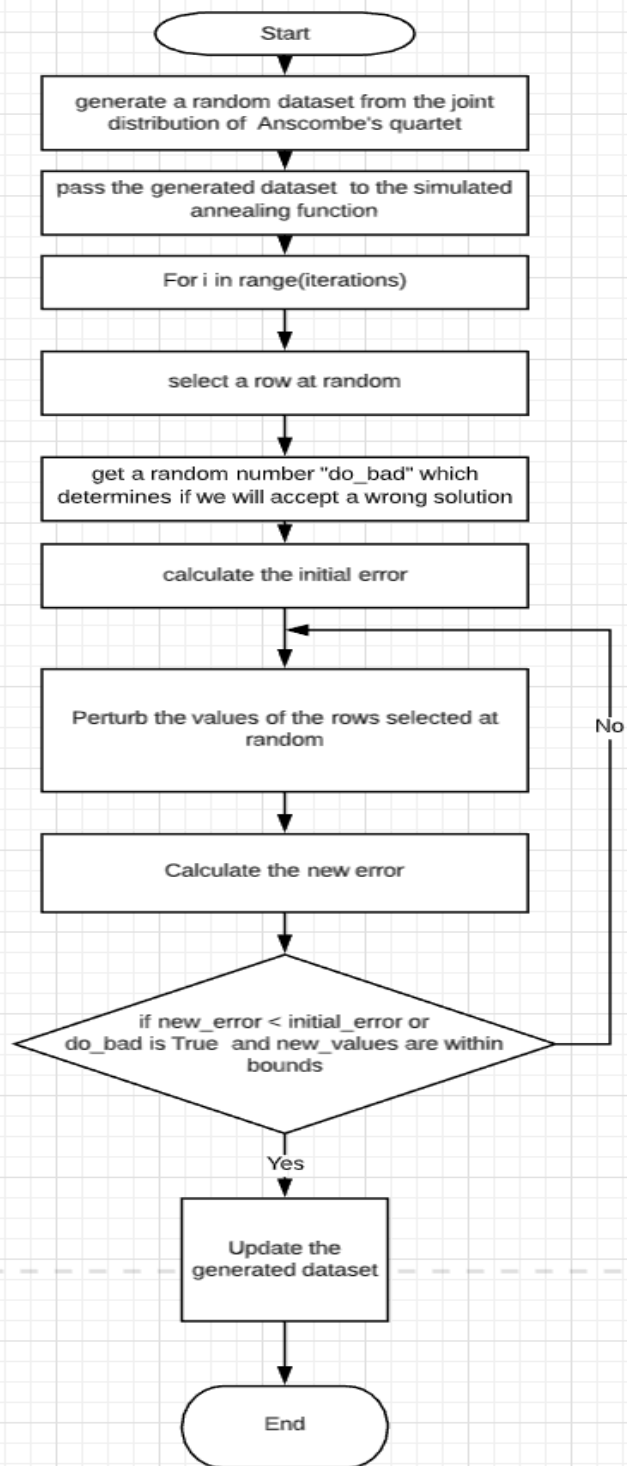 Start
generate a random dataset from the joint
distribution of Anscombe's quartet
pass the generated dataset to the simulated
annealing function
For i in range(iterations)
select a row at random
get a random number "do_bad" which
determines if we will accept a wrong solution
calculate the initial error
Perturb the values of the rows selected at
random
No
Calculate the new error
if new_error < initial_error or
do_bad is True and new_values are within
bounds
Yes
Update the
generated dataset
End